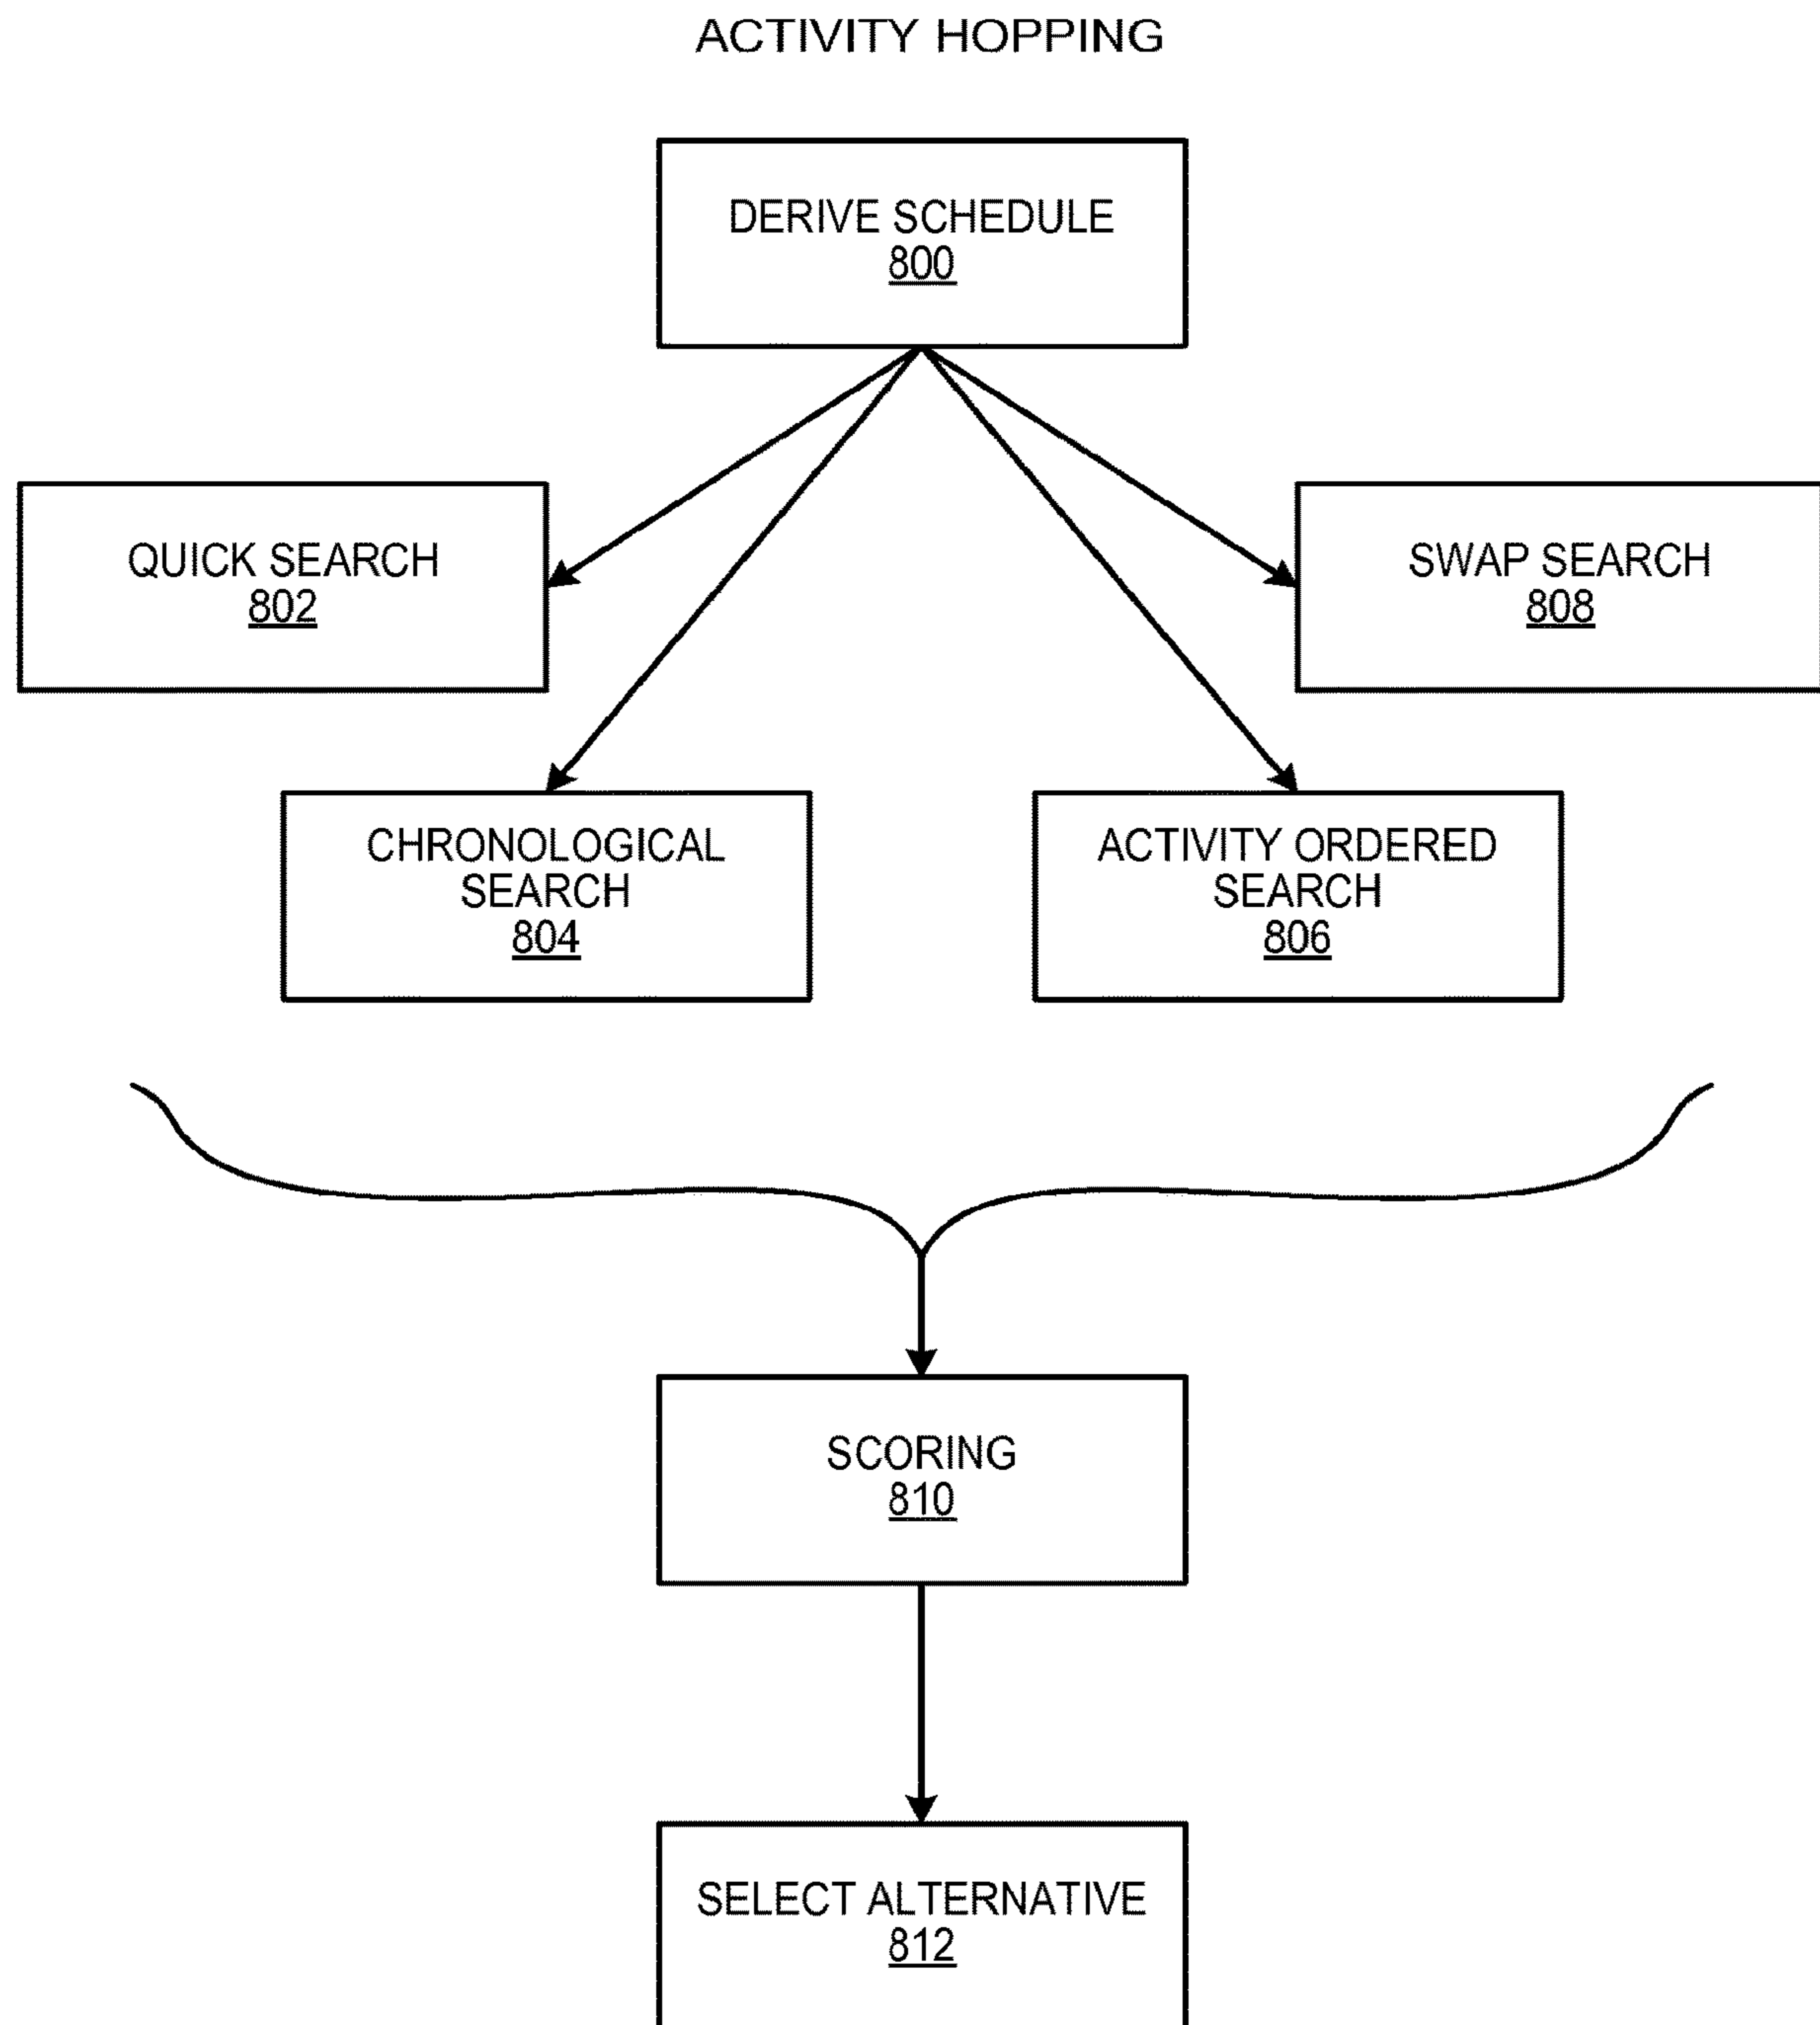 ACTIVITY HOPPING
DERIVE SCHEDULE
800
QUICK SEARCH
802
SWAP SEARCH
808
CHRONOLOGICAL
SEARCH
804
ACTIVITY ORDERED
SEARCH
806
SCORING
810
SELECT ALTERNATIVE
812